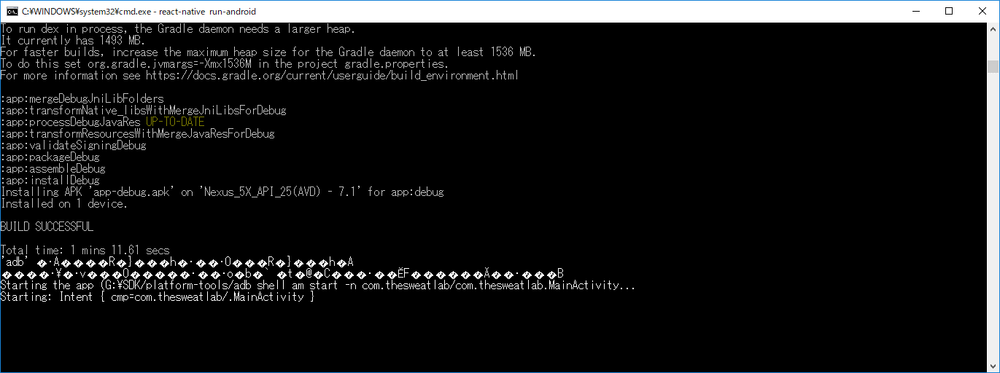 C:¥WINDOWS¥system32¥cmd.exe - react-native  run-android
To run dex in process, the Gradle daemon needs a larger heap.
It currently has 1493 MB.
For faster builds, increase the maximum heap size for the Gradle daemon to at least 1536 MB.
To do this set org.gradle.jvmargs=-Xmx1536M in the project gradle.properties.
For more information see https://docs.gradle.org/current/userguide/build_environment.html
:app:mergeDebugJniLibFolders
:app:transformNative_libsWithMergeJniLibsForDebug
:app:processDebugJavaRes UP-TO-DATE
:app:transformResourcesWithMergeJavaResForDebug
:app:validateSigningDebug
:app:packageDebug
:app:assembleDebug
:app:installDebug
Installing APK 'app-debug.apk' on 'Nexus_5X_API_25(AVD) - 7.1' for app:debug
Installed on 1 device.
BUILD SUCCESSFUL
Total time: 1 mins 11.61 secs
'adb' �·A����R�}���h�·��·O���R�}���h�A
����·¥�·v���O�����·��·o�b�` �t�@�C���·��ČF������Ă��·���B
Starting the app (G:¥SDK/platform-tools/adb shell am start -n com.thesweatlab/com.thesweatlab.MainActivity...
Starting: Intent { cmp=com.thesweatlab/.MainActivity }